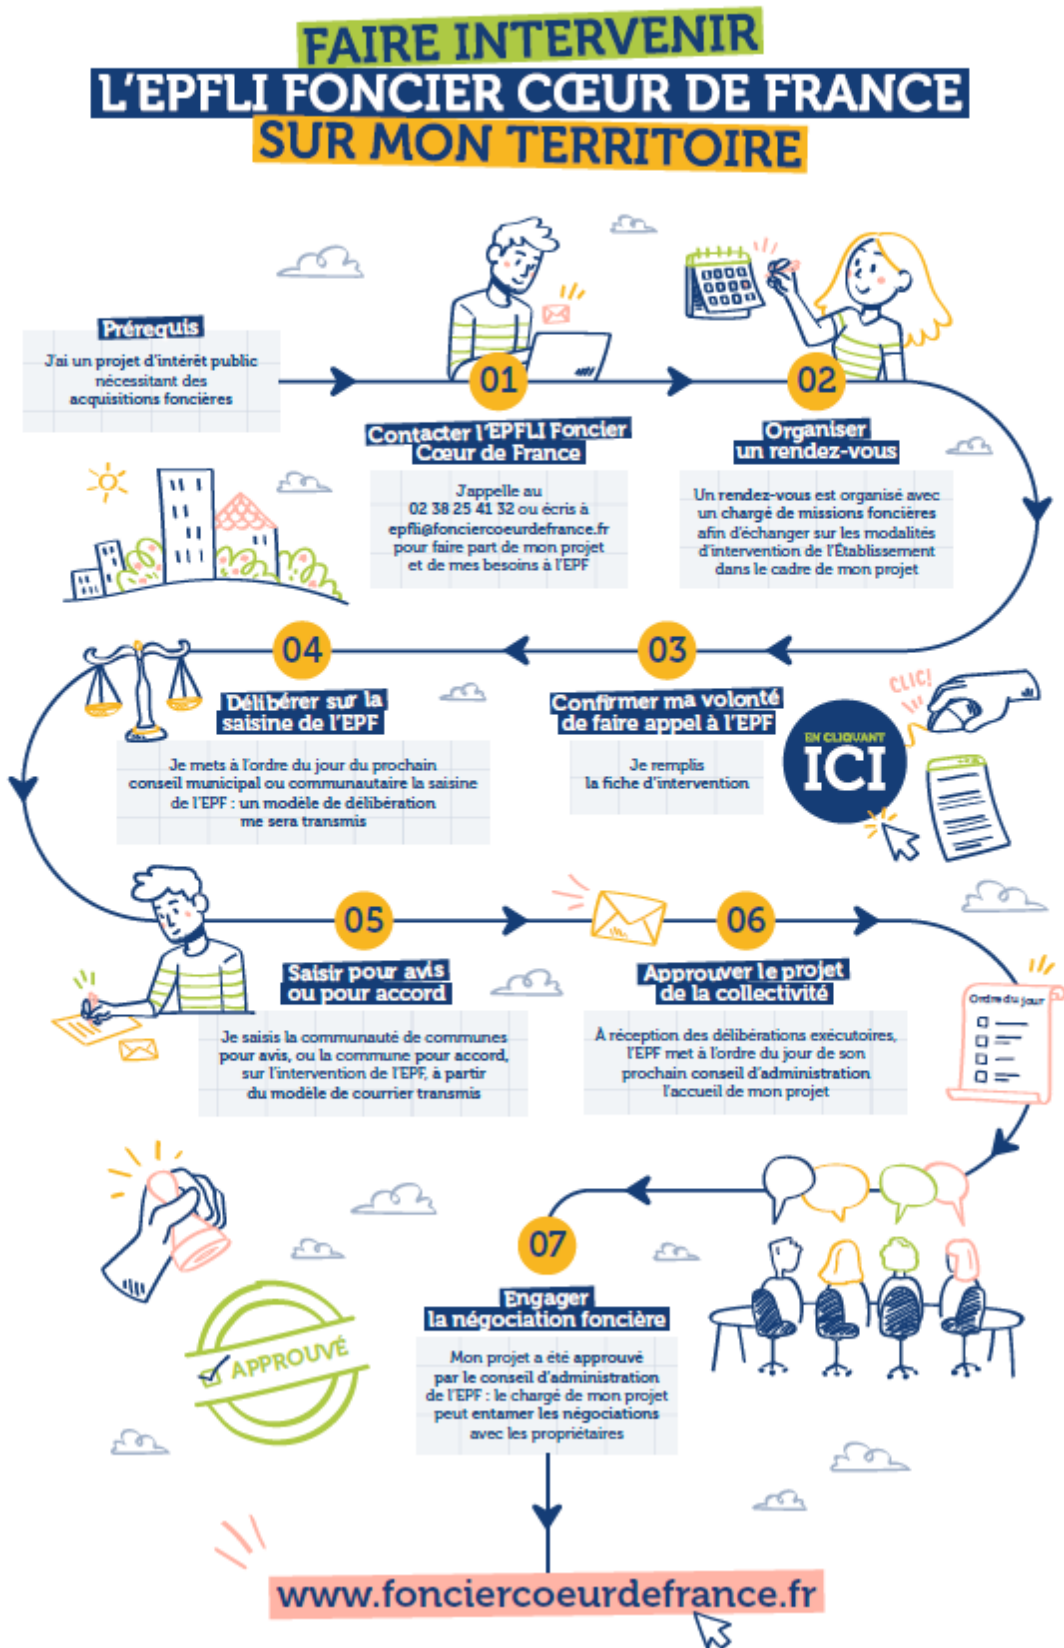 FAIRE INTERVENIR
L'EPFLI FONCIER CŒUR DE FRANCE
SUR MON TERRITOIRE
Prérequis
J'ai un projet d'intérêt public
nécessitant des
acquisitions foncières
01
Contacter l'EPFLI Foncier
Cœur de France
J'appelle au
02 38 25 41 32 ou écris à
epfli@fonciercoeurdefrance.fr
pour faire part de mon projet
et de mes besoins à l'EPF
02
Organiser
un rendez-vous
Un rendez-vous est organisé avec
un chargé de missions foncières
afin d'échanger sur les modalités
d'intervention de l'Établissement
dans le cadre de mon projet
03
Confirmer ma volonté
de faire appel à l'EPF
Je remplis
la fiche d'intervention
EN CLIQUANT
ICI
CLIC!
04
Délibérer sur la
saisine de l'EPF
Je mets à l'ordre du jour du prochain
conseil municipal ou communautaire la saisine
de l'EPF : un modèle de délibération
me sera transmis
05
Saisir pour avis
ou pour accord
Je saisis la communauté de communes
pour avis, ou la commune pour accord,
sur l'intervention de l'EPF, à partir
du modèle de courrier transmis
06
Approuver le projet
de la collectivité
À réception des délibérations exécutoires,
l'EPF met à l'ordre du jour de son
prochain conseil d'administration
l'accueil de mon projet
Ordre du jour
07
Engager
la négociation foncière
Mon projet a été approuvé
par le conseil d'administration
de l'EPF : le chargé de mon projet
peut entamer les négociations
avec les propriétaires
APPROUVÉ
www.fonciercoeurdefrance.fr